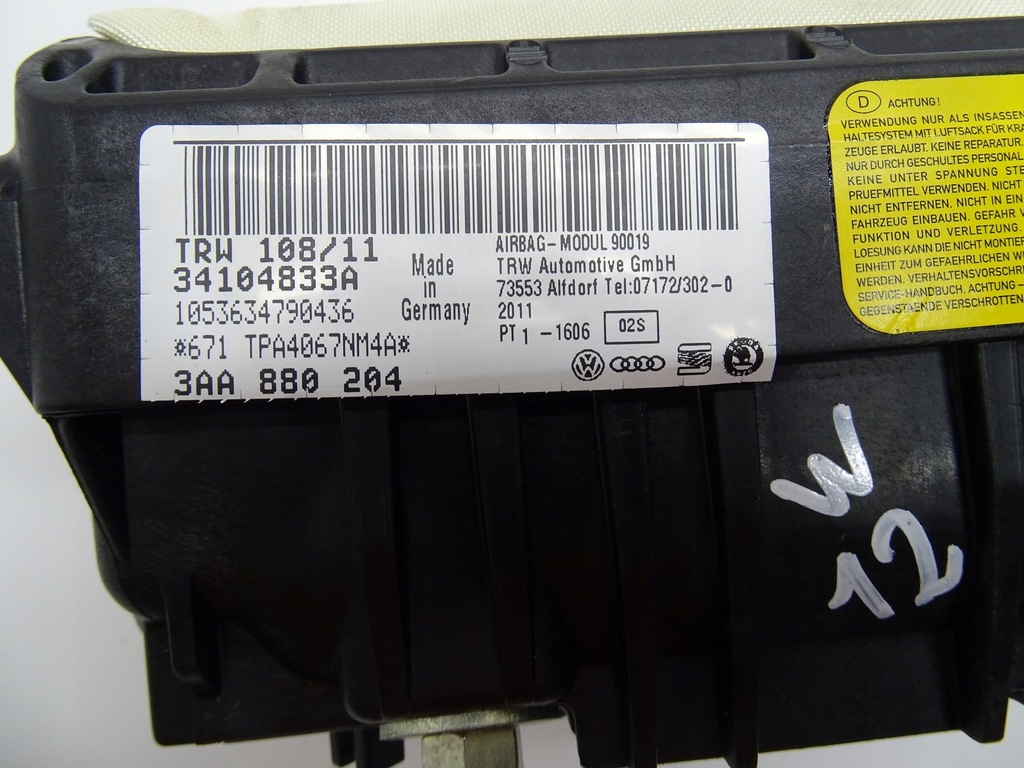 TRW 108/11
34104833A
1053634790436
*671 TPA4067NM4A*
3AA 880 204
Made
in
Germany
AIRBAG-MODUL 90019
TRW Automotive GmbH
73553 Alfdorf Tel:07172/302-0
2011
PT1 -1606 02S
D ACHTUNG!
VERWENDUNG NUR ALS INSASSEN
HALTESYSTEM MIT LUFTSACK FÜR KRA
ZEUGE ERLAUBT. KEINE REPARATUR.
NUR DURCH GESCHULTES PERSONAL
KEINE UNTER SPANNUNG STE
PRUEFMITTEL VERWENDEN. NICHT
NICHT ENTFERNEN. NICHT IN EIN
FAHRZEUG EINBAUEN. GEFAHR V
FUNKTION UND VERLETZUNG.
LOESUNG KANN DIE NICHT MONTIER
EINHEIT ZUM GEFAEHRLICHEN
WERDEN. VERHALTENSVORSCHRI
SERVICE-HANDBUCH. ACHTUNG-
GEGENSTAENDE VERSCHROTTEN
W
12